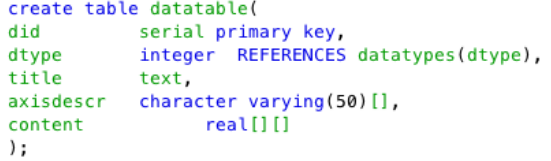 create table datatable(
did serial primary key,
dtype integer REFERENCES datatypes(dtype),
title text,
axisdescr character varying(50)[],
content real[][]
);